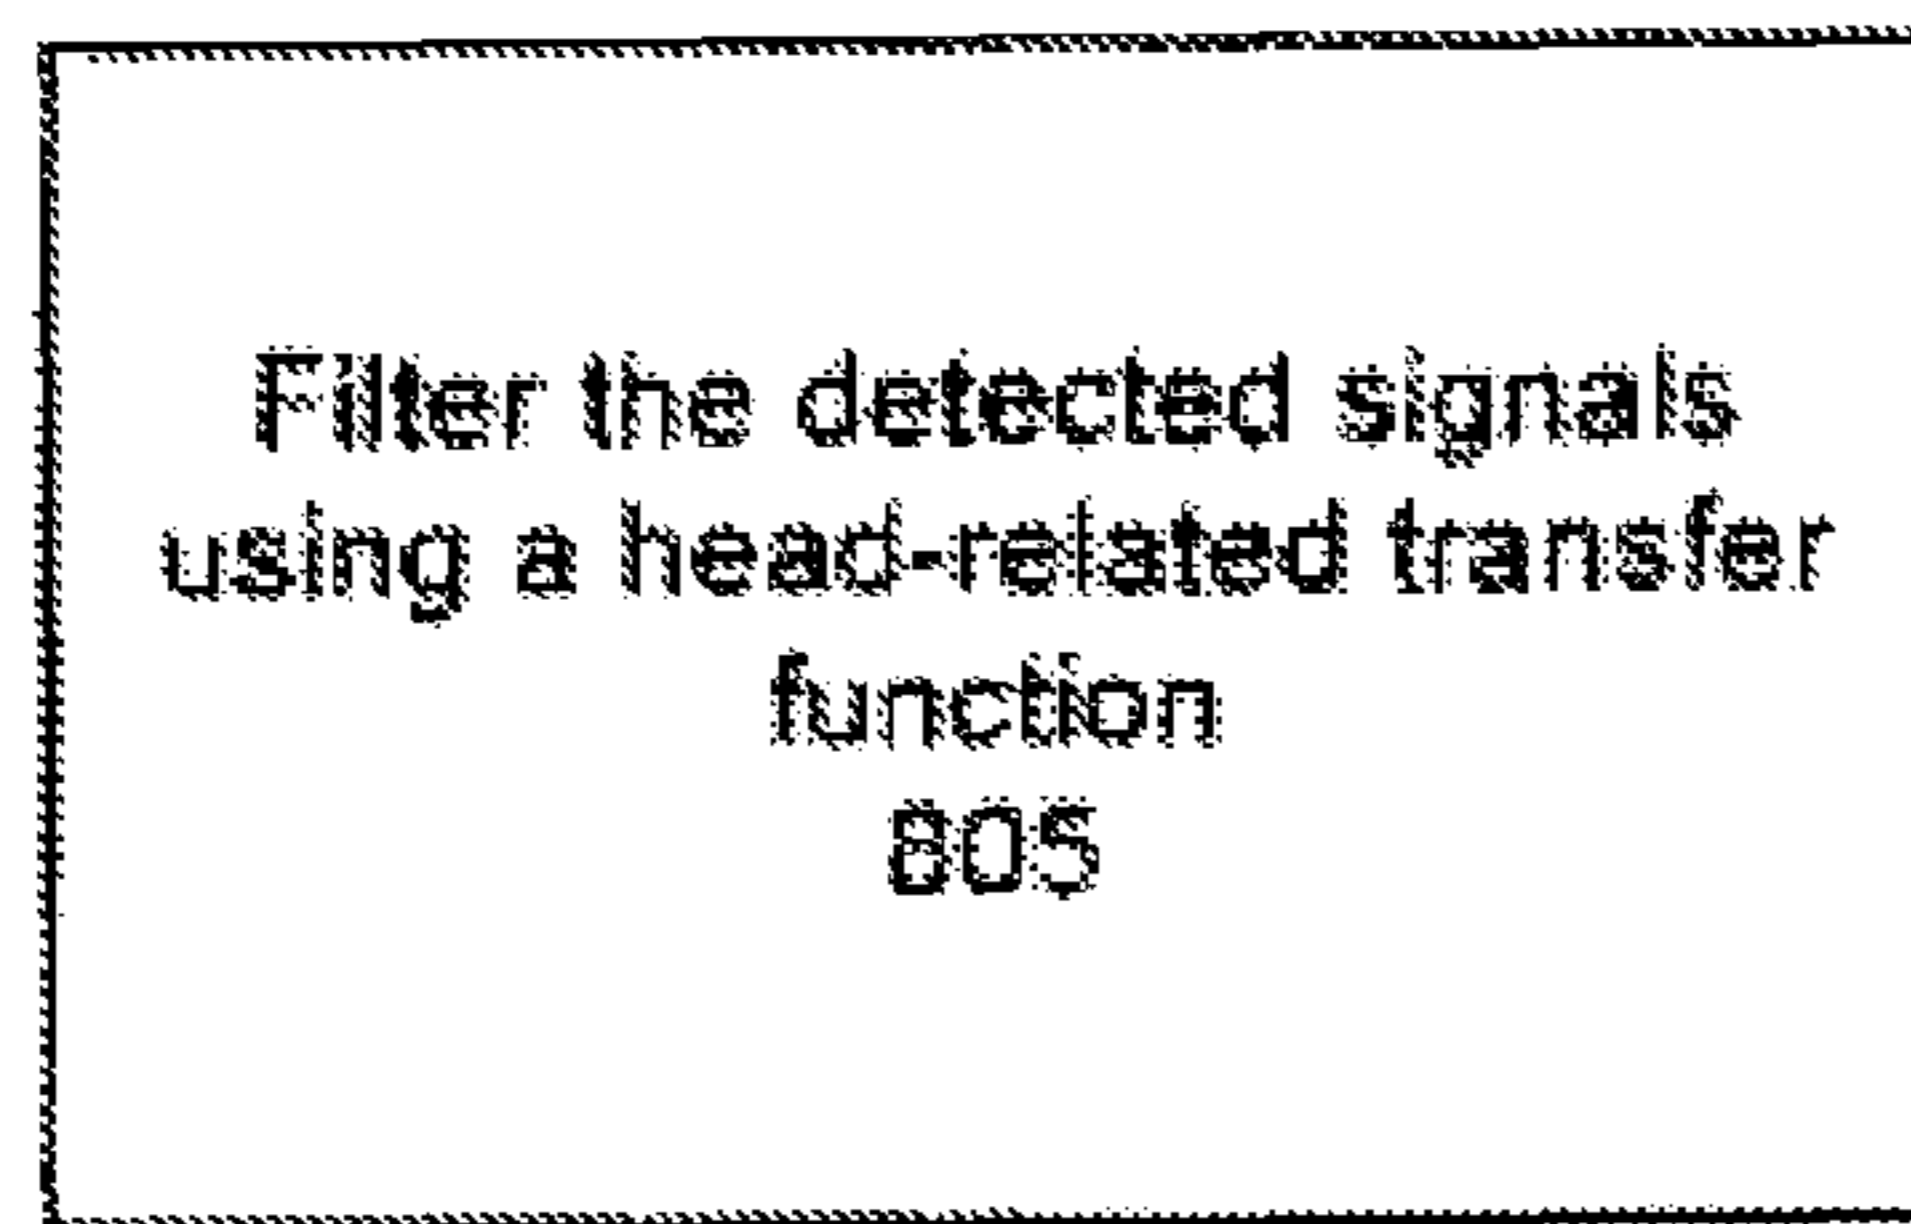 Filter the detected signals
using a head-related transfer
function
805